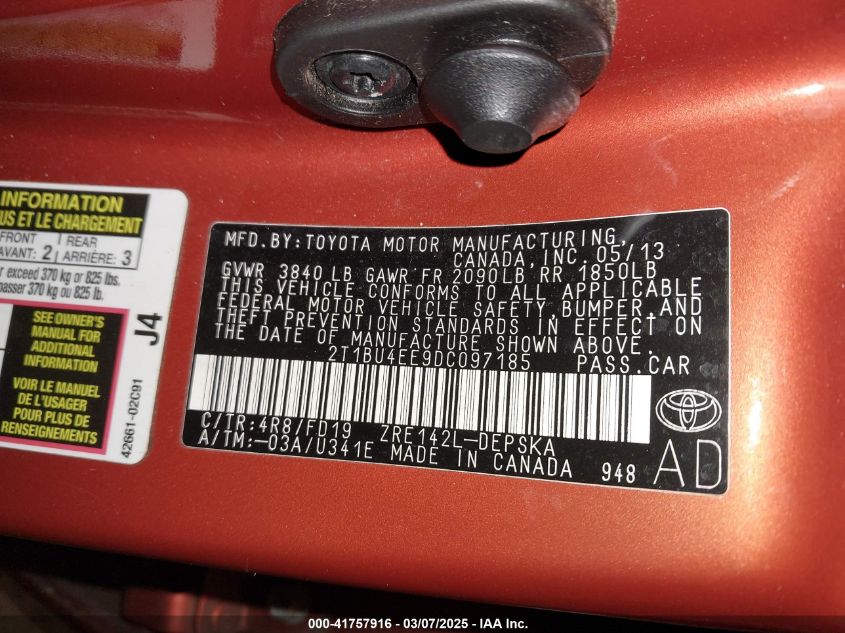 INFORMATION
US ET LE CHARGEMENT
FRONT
AVANT: 2
REAR
ARRIÈRE: 3
exceed 370 kg or 825 lbs.
passer 370 kg ou 825 lb.
SEE OWNER'S
MANUAL FOR
ADDITIONAL
INFORMATION
VOIR LE MANUEL
DE L'USAGER
POUR PLUS DE
RENSEIGNEMENTS
J4
42661-02C91
MFD.BY:TOYOTA MOTOR MANUFACTURING,
CANADA, INC. 05/13
GVWR 3840 LB GAWR FR 2090LB RR 1850LB
THIS VEHICLE CONFORMS TO ALL APPLICABLE
FEDERAL MOTOR VEHICLE SAFETY,BUMPER,AND
THEFT PREVENTION STANDARDS IN EFFECT ON
THE DATE OF MANUFACTURE SHOWN ABOVE.
2T1BU4EE9DC097185 PASS.CAR
C/TR:4R8/FD19 ZRE142L-DEPSKA
A/TM:-03A/U341E MADE IN CANADA 948
AD
000-41757916 — 03/07/2025 — IAA Inc.